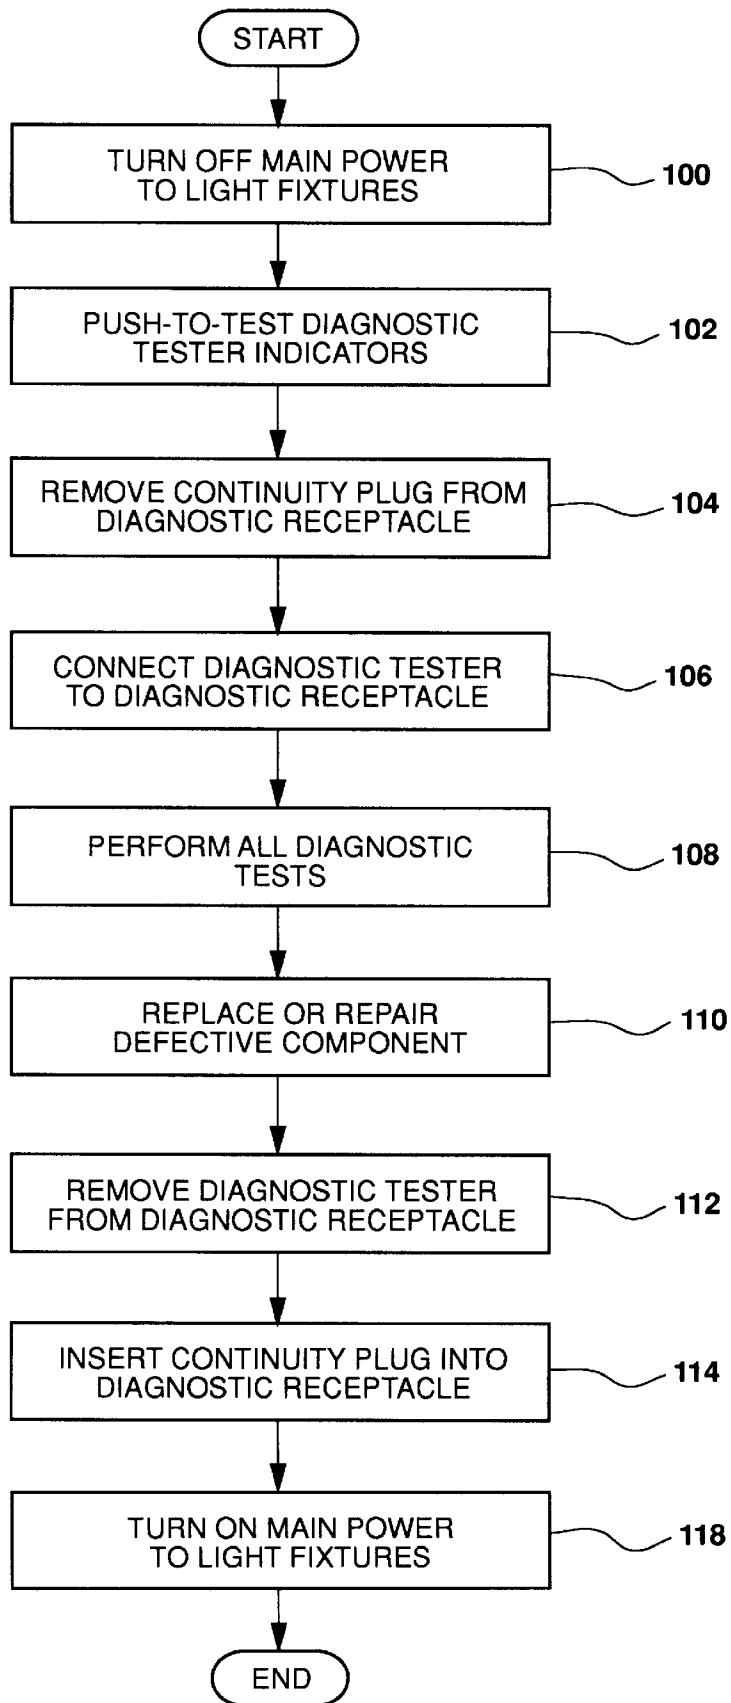 START
TURN OFF MAIN POWER
TO LIGHT FIXTURES
100
PUSH-TO-TEST DIAGNOSTIC
TESTER INDICATORS
102
REMOVE CONTINUITY PLUG FROM
DIAGNOSTIC RECEPTACLE
104
CONNECT DIAGNOSTIC TESTER
TO DIAGNOSTIC RECEPTACLE
106
PERFORM ALL DIAGNOSTIC
TESTS
108
REPLACE OR REPAIR
DEFECTIVE COMPONENT
110
REMOVE DIAGNOSTIC TESTER
FROM DIAGNOSTIC RECEPTACLE
112
INSERT CONTINUITY PLUG INTO
DIAGNOSTIC RECEPTACLE
114
TURN ON MAIN POWER
TO LIGHT FIXTURES
118
END